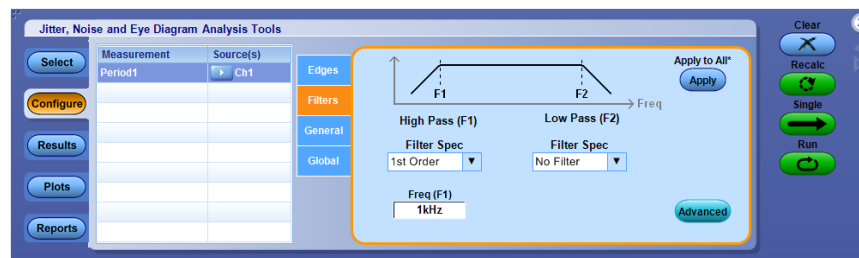 Jitter, Noise and Eye Diagram Analysis Tools
Clear
Select
Measurement Source(s)
Period1 Ch1
Edges
Apply to All*
Apply
Recalc
Configure
Filters
F1 F2 Freq
Single
General
High Pass (F1) Low Pass (F2)
Results
Filter Spec Filter Spec
Run
Global
1st Order No Filter
Plots
Freq (F1)
1kHz
Advanced
Reports